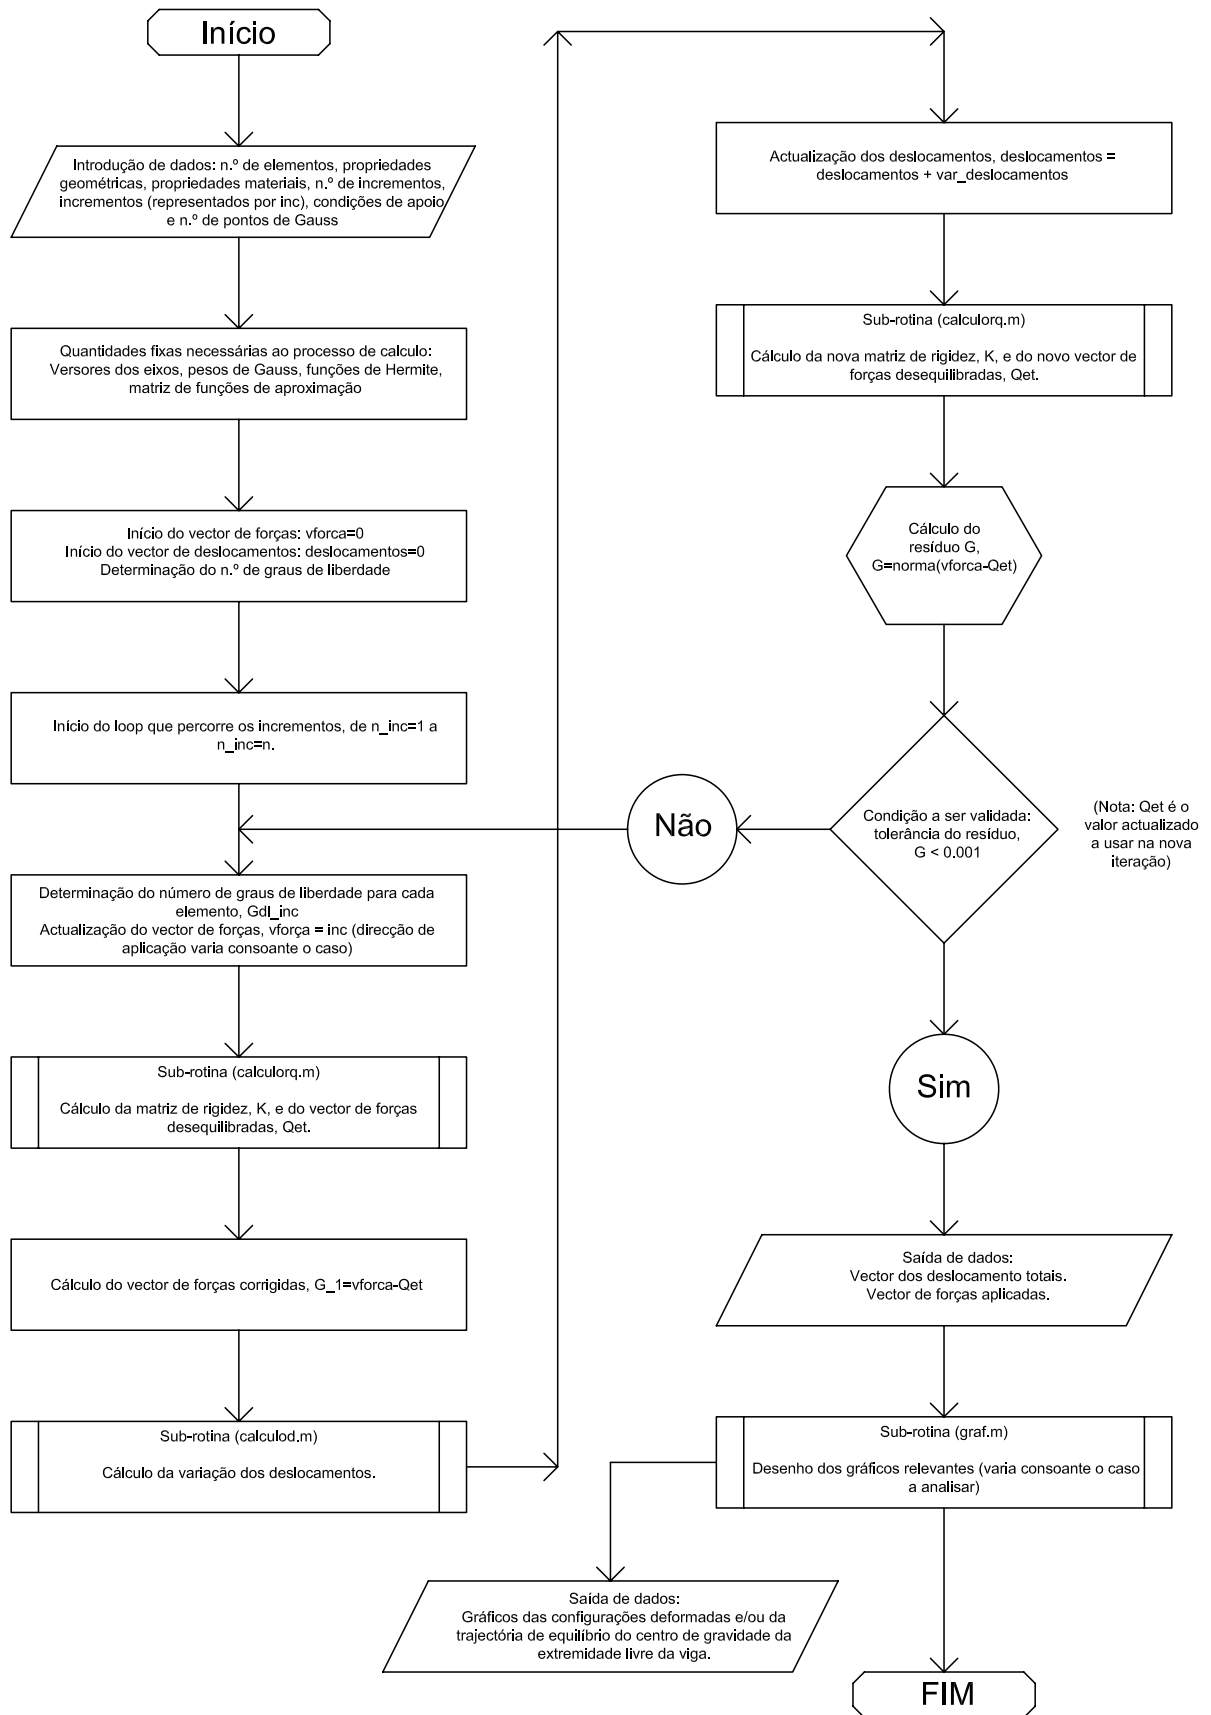 Início
Introdução de dados: n.º de elementos, propriedades
geométricas, propriedades materiais, n.º de incrementos,
incrementos (representados por inc), condições de apoio
e n.º de pontos de Gauss
Quantidades fixas necessárias ao processo de calculo:
Versores dos eixos, pesos de Gauss, funções de Hermite,
matriz de funções de aproximação
Início do vector de forças: vforca=0
Início do vector de deslocamentos: deslocamentos=0
Determinação do n.º de graus de liberdade
Início do loop que percorre os incrementos, de n_inc=1 a
n_inc=n.
Determinação do número de graus de liberdade para cada
elemento, Gdl_inc
Actualização do vector de forças, vforça = inc (direcção de
aplicação varia consoante o caso)
Sub-rotina (calculorq.m)
Cálculo da matriz de rigidez, K, e do vector de forças
desequilibradas, Qet.
Cálculo do vector de forças corrigidas, G_1=vforca-Qet
Sub-rotina (calculod.m)
Cálculo da variação dos deslocamentos.
Actualização dos deslocamentos, deslocamentos =
deslocamentos + var_deslocamentos
Sub-rotina (calculorq.m)
Cálculo da nova matriz de rigidez, K, e do novo vector de
forças desequilibradas, Qet.
Cálculo do
resíduo G,
G=norma(vforca-Qet)
Condição a ser validada:
tolerância do resíduo,
G < 0.001
(Nota: Qet é o
valor actualizado
a usar na nova
iteração)
Não
Sim
Saída de dados:
Vector dos deslocamento totais.
Vector de forças aplicadas.
Sub-rotina (graf.m)
Desenho dos gráficos relevantes (varia consoante o caso
a analisar)
Saída de dados:
Gráficos das configurações deformadas e/ou da
trajectória de equilíbrio do centro de gravidade da
extremidade livre da viga.
FIM